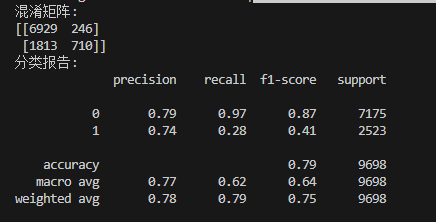 混淆矩阵:
[[6929  246]
 [1813  710]]
分类报告:
              precision    recall  f1-score   support

           0       0.79      0.97      0.87      7175
           1       0.74      0.28      0.41      2523

    accuracy                           0.79      9698
   macro avg       0.77      0.62      0.64      9698
weighted avg       0.78      0.79      0.75      9698